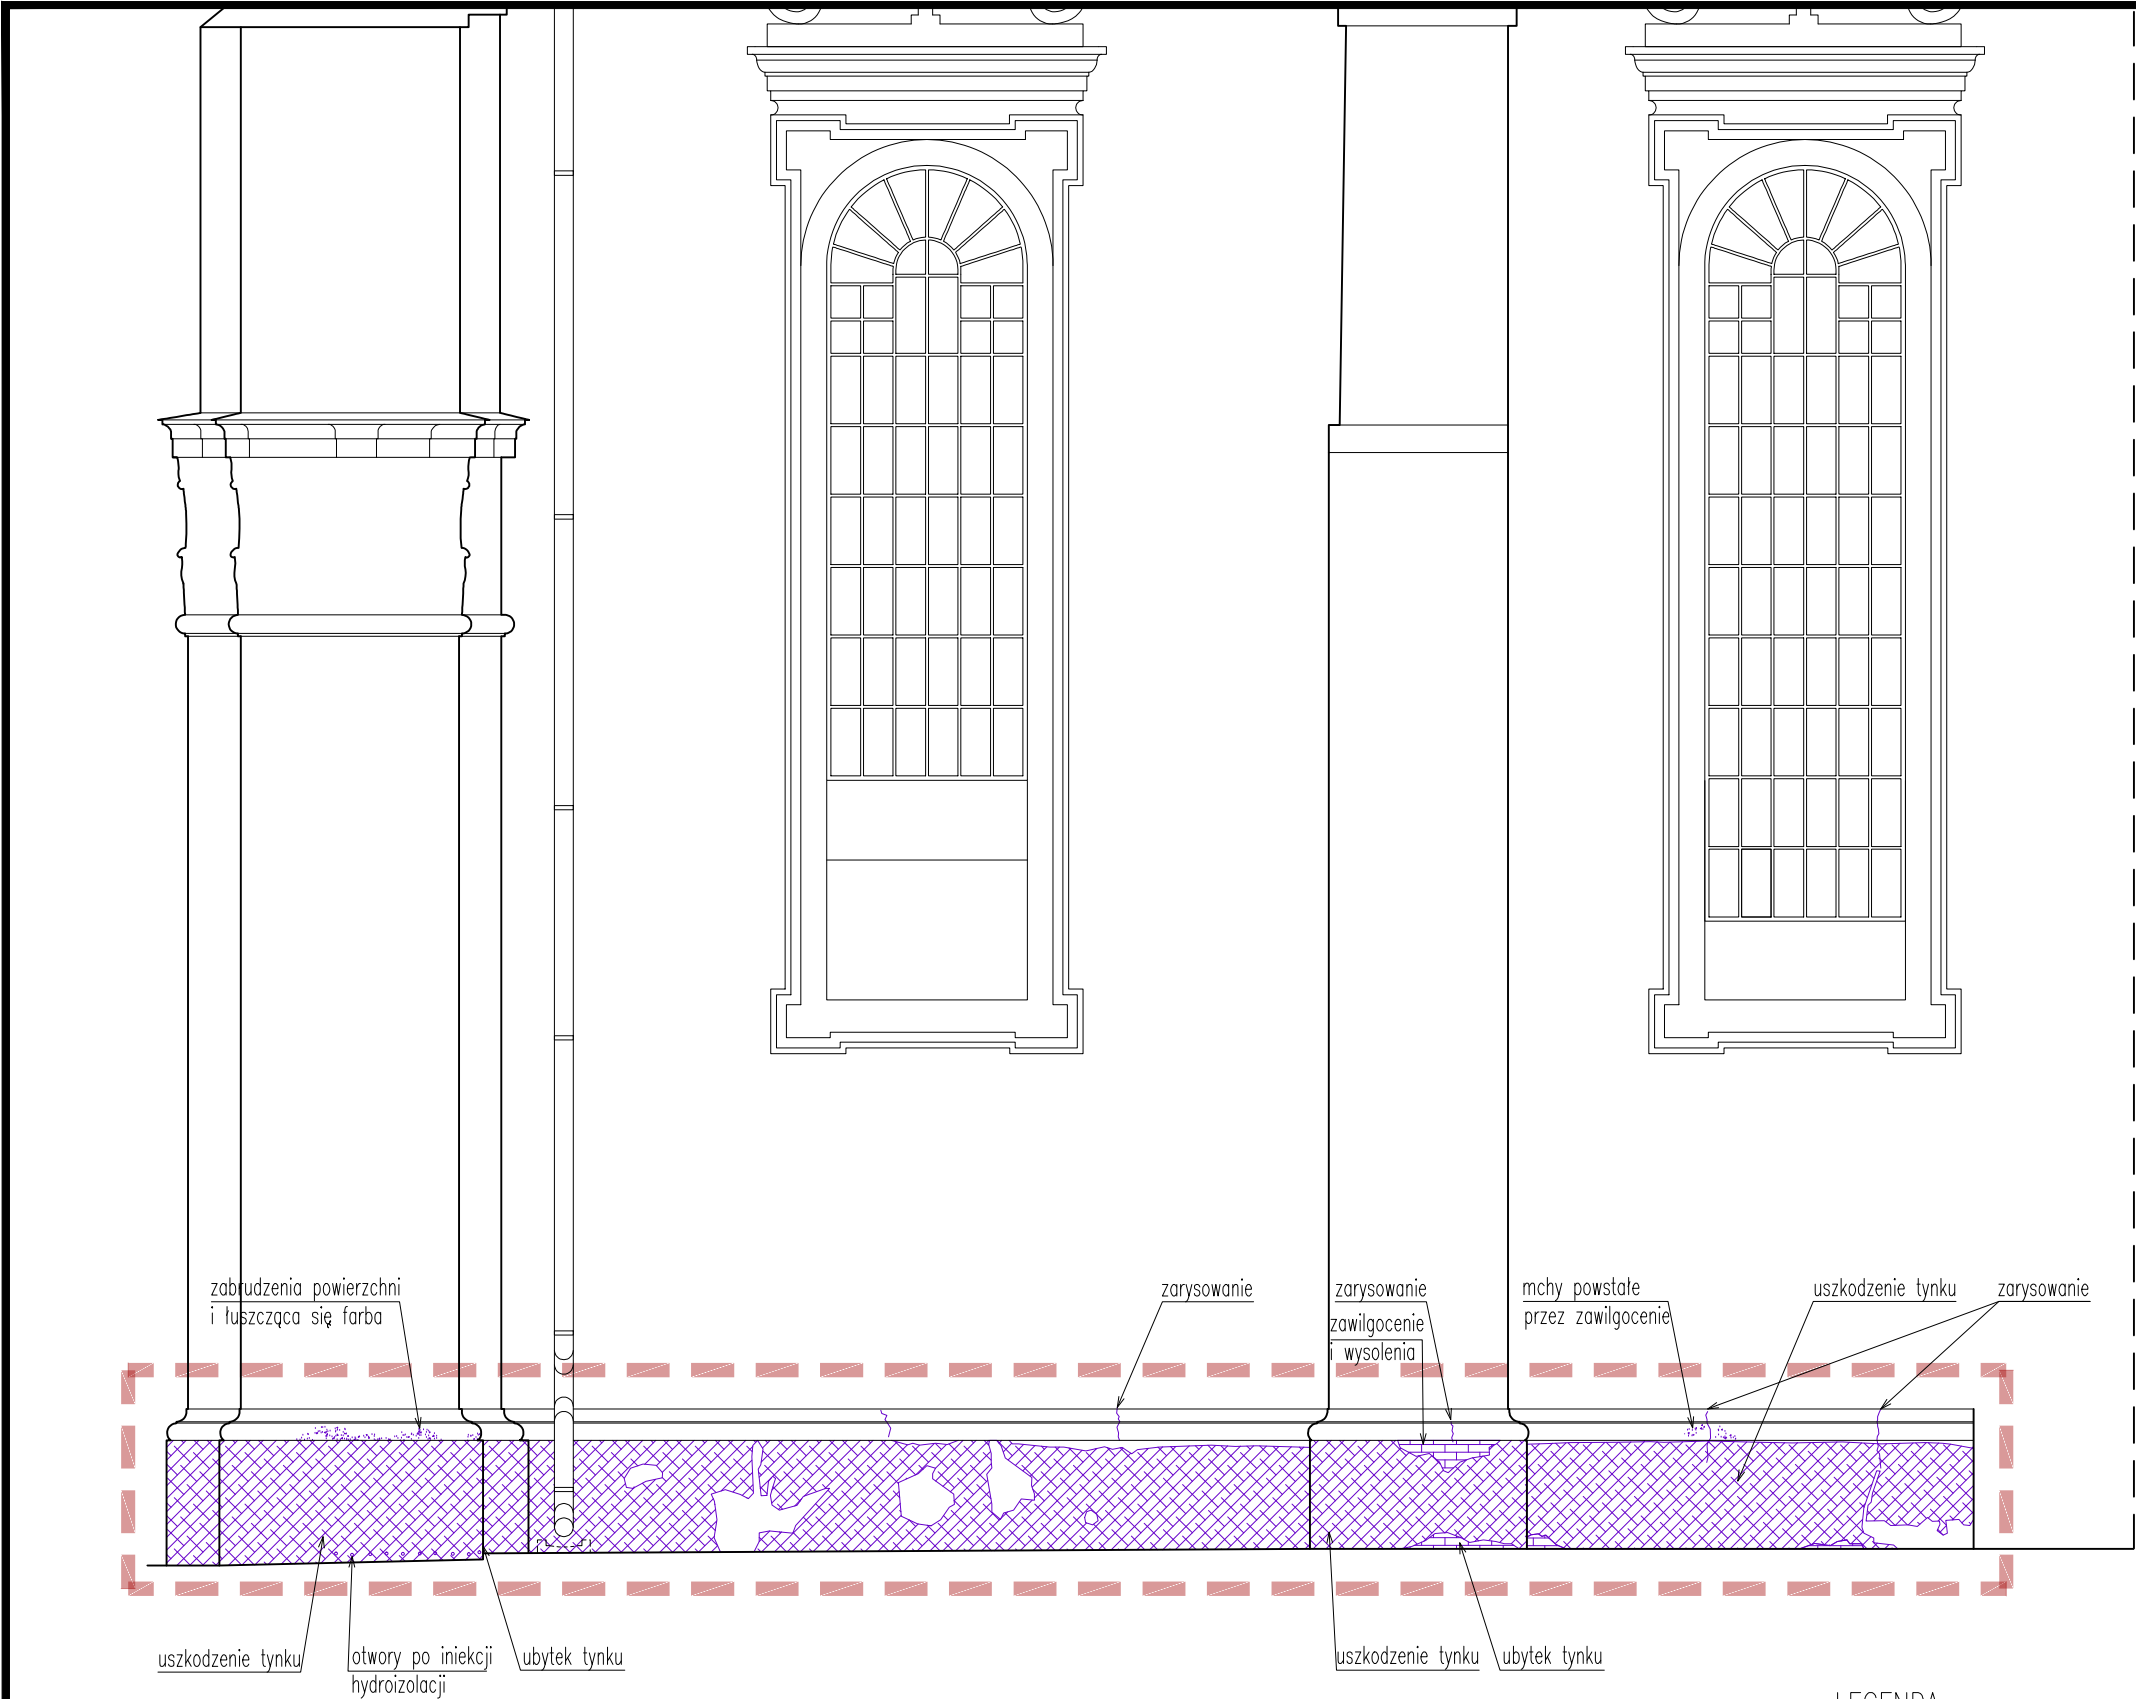 zabrudzenia powierzchni
i łuszcząca się farba
zarysowanie
zarysowanie
zawilgocenie
i wysolenia
mchy powstałe
przez zawilgocenie
uszkodzenie tynku
zarysowanie
uszkodzenie tynku
otwory po iniekcji
hydroizolacji
ubytek tynku
uszkodzenie tynku
ubytek tynku
LEGENDA